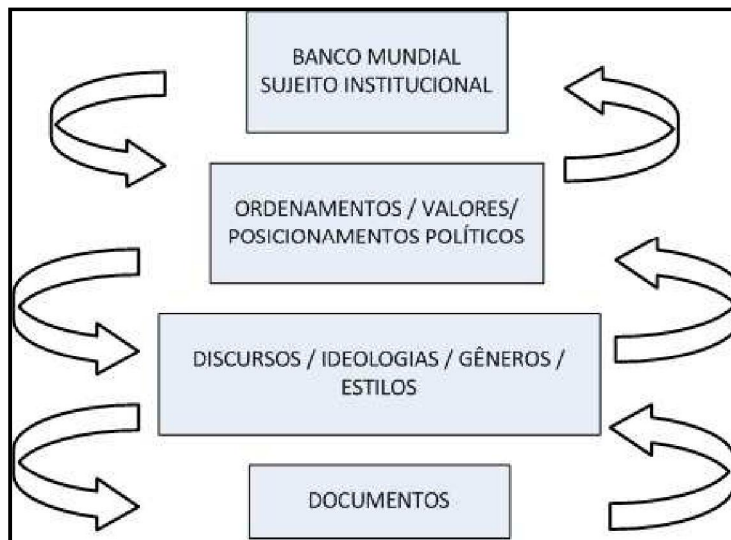 BANCO MUNDIAL
SUJEITO INSTITUCIONAL
ORDENAMENTOS / VALORES/
POSICIONAMENTOS POLÍTICOS
DISCURSOS / IDEOLOGIAS / GÊNEROS /
ESTILOS
DOCUMENTOS